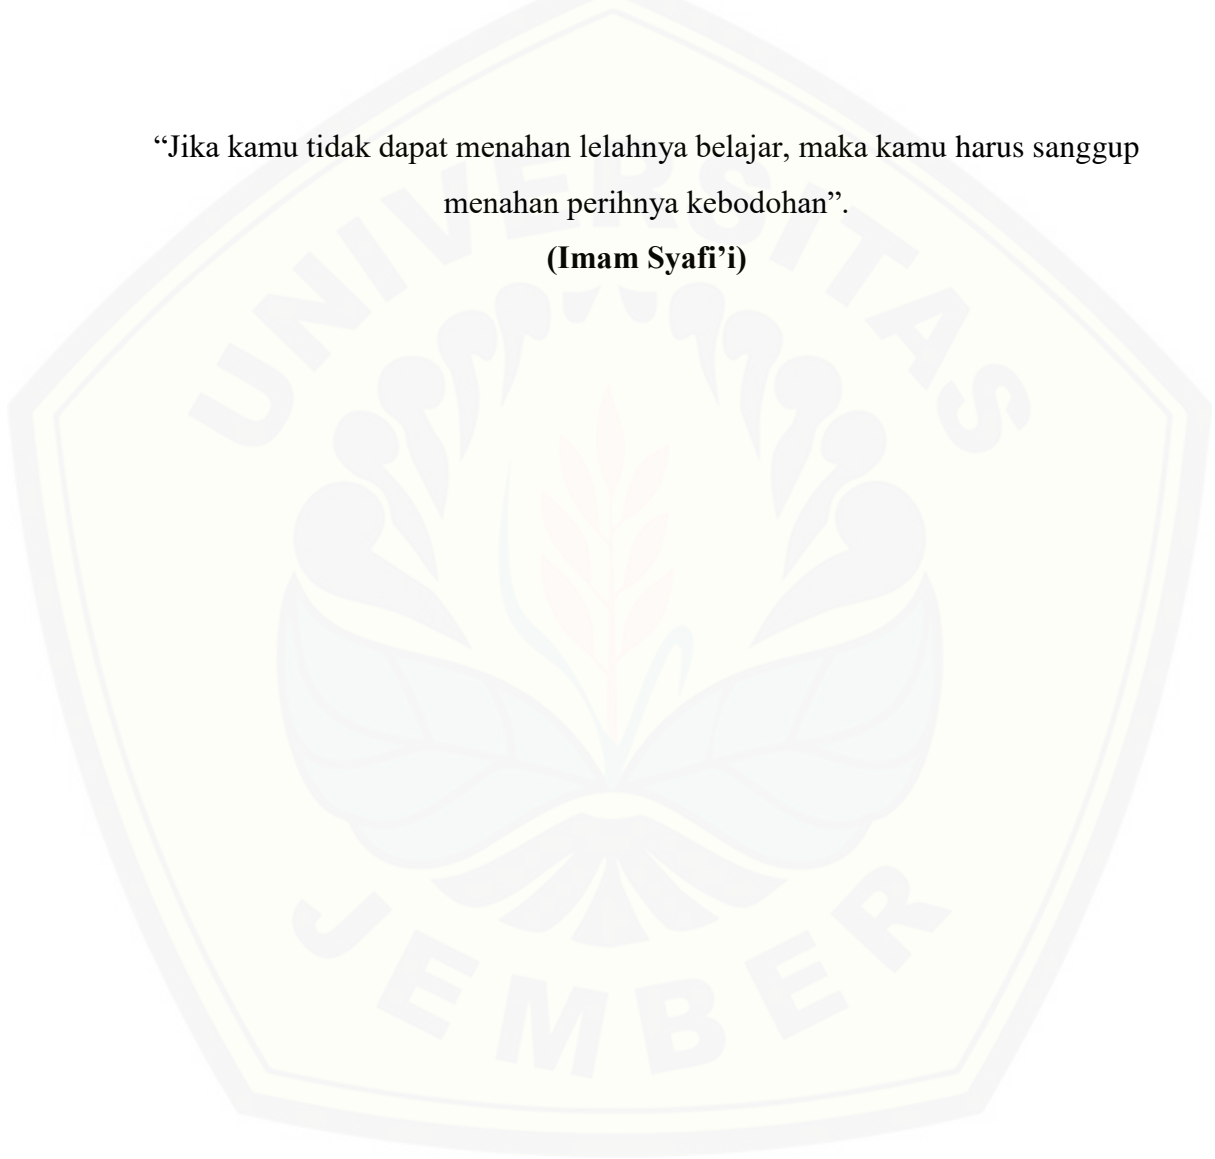 “Jika kamu tidak dapat menahan lelahnya belajar, maka kamu harus sanggup
menahan perihnya kebodohan”.
(Imam Syafi’i)
UNIVERSITAS
JEMBER